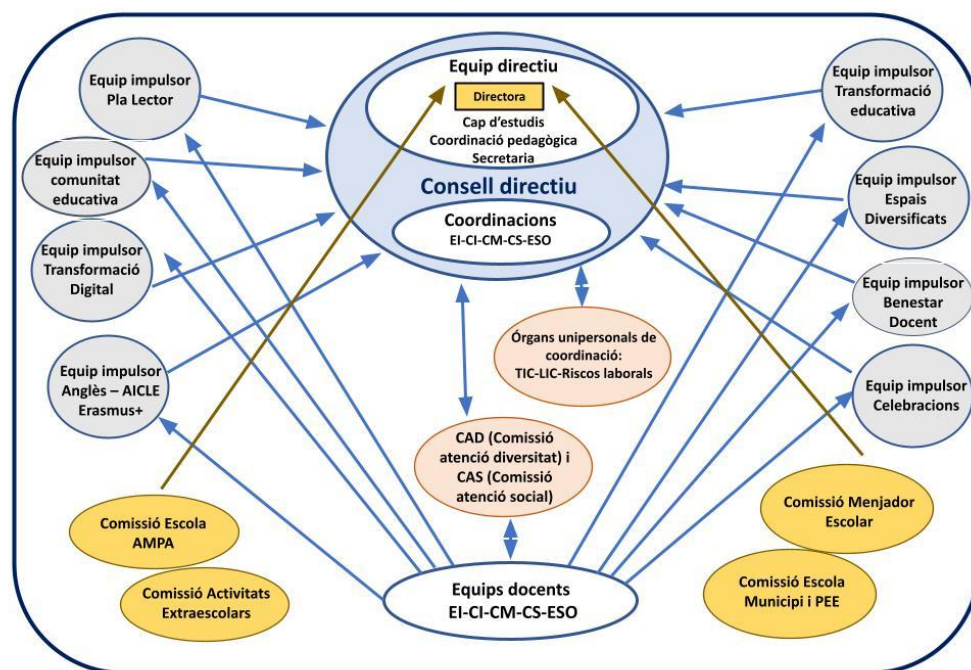 Equip impulsor
Pla Lector
Equip impulsor
comunitat
educativa
Equip impulsor
Transformació
Digital
Equip impulsor
Anglès – AICLE
Erasmus+
Equip directiu
Directora
Cap d'estudis
Coordinació pedagògica
Secretaria
Consell directiu
Coordinacions
EI-CI-CM-CS-ESO
Equip impulsor
Transformació
educativa
Equip impulsor
Espais
Diversificats
Equip impulsor
Benestar
Docent
Equip impulsor
Celebracions
Órgans unipersonals de
coordinació:
TIC-LIC-Riscos laborals
CAD (Comissió
atenció diversitat) i
CAS (Comissió
atenció social)
Comissió Escola
AMPA
Comissió Activitats
Extraescolars
Equips docents
EI-CI-CM-CS-ESO
Comissió Menjador
Escolar
Comissió Escola
Municipi i PEE